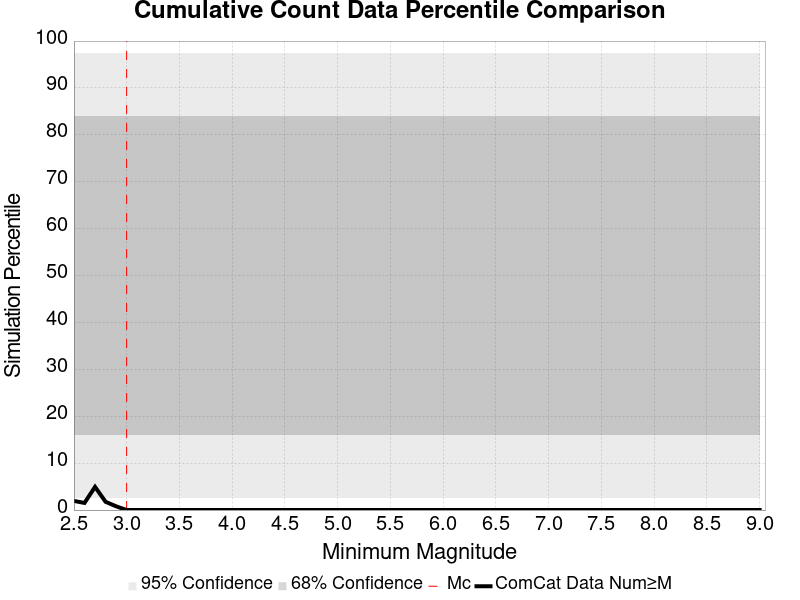 Cumulative Count Data Percentile Comparison
100
90
80
70
60
50
40
30
20
10
0
Simulation Percentile
2.5 3.0 3.5 4.0 4.5 5.0 5.5 6.0 6.5 7.0 7.5 8.0 8.5 9.0
Minimum Magnitude
95% Confidence 68% Confidence Mc ComCat Data Num≥M